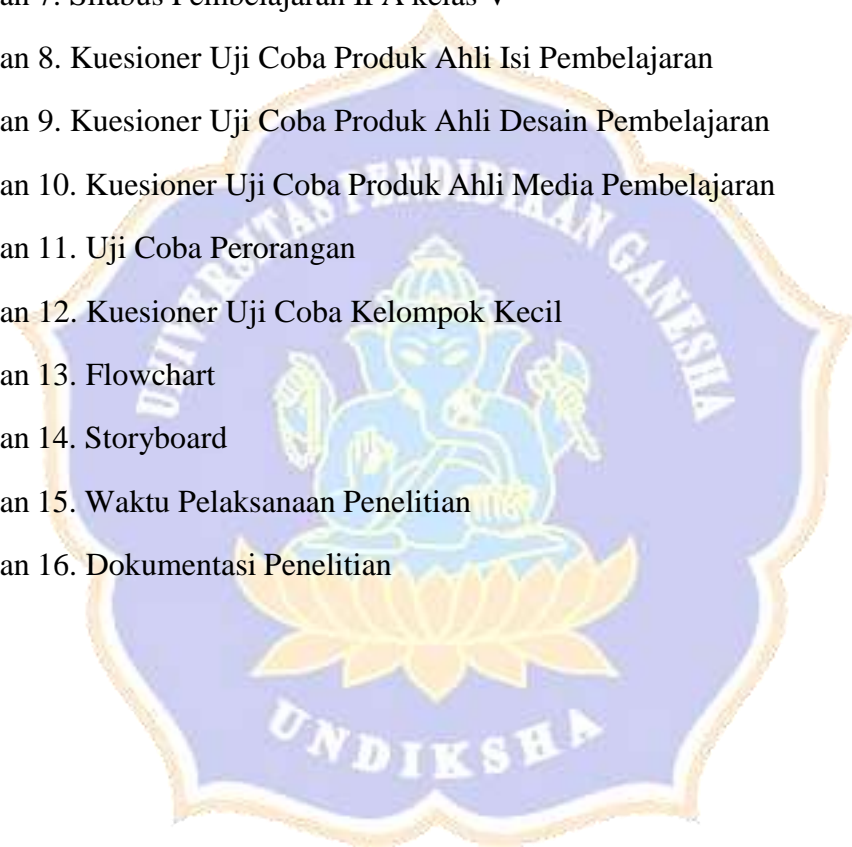 an 7. Silabus Pembelajaran IPA kelas V
an 8. Kuesioner Uji Coba Produk Ahli Isi Pembelajaran
an 9. Kuesioner Uji Coba Produk Ahli Desain Pembelajaran
an 10. Kuesioner Uji Coba Produk Ahli Media Pembelajaran
an 11. Uji Coba Perorangan
an 12. Kuesioner Uji Coba Kelompok Kecil
an 13. Flowchart
an 14. Storyboard
an 15. Waktu Pelaksanaan Penelitian
an 16. Dokumentasi Penelitian
UNIVERSITAS PENDIDIKAN GANESHA
UNDIKSHA